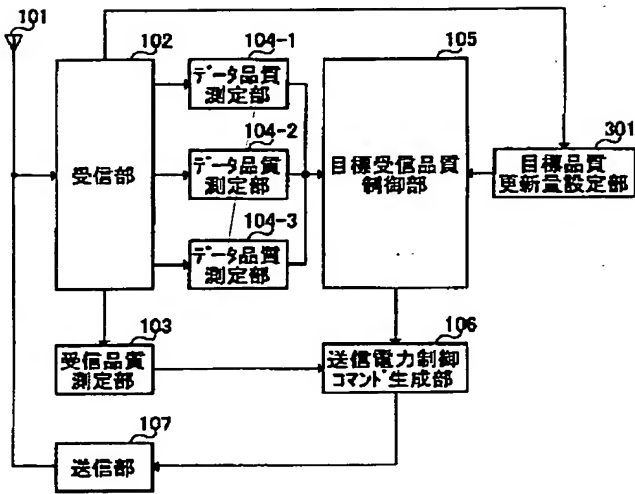 101
102
104-1
105
データ品質
測定部
104-2
301
受信部
データ品質
測定部
目標受信品質
制御部
目標品質
更新量設定部
104-3
データ品質
測定部
103
106
受信品質
測定部
送信電力制御
コマンド生成部
107
送信部